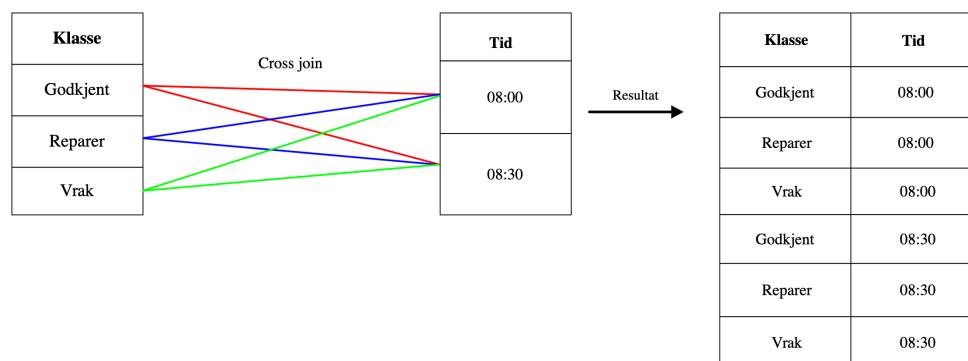 Klasse
Godkjent
Reparer
Vrak
Cross join
Tid
08:00
08:30
Resultat
Klasse Tid
Godkjent 08:00
Reparer 08:00
Vrak 08:00
Godkjent 08:30
Reparer 08:30
Vrak 08:30